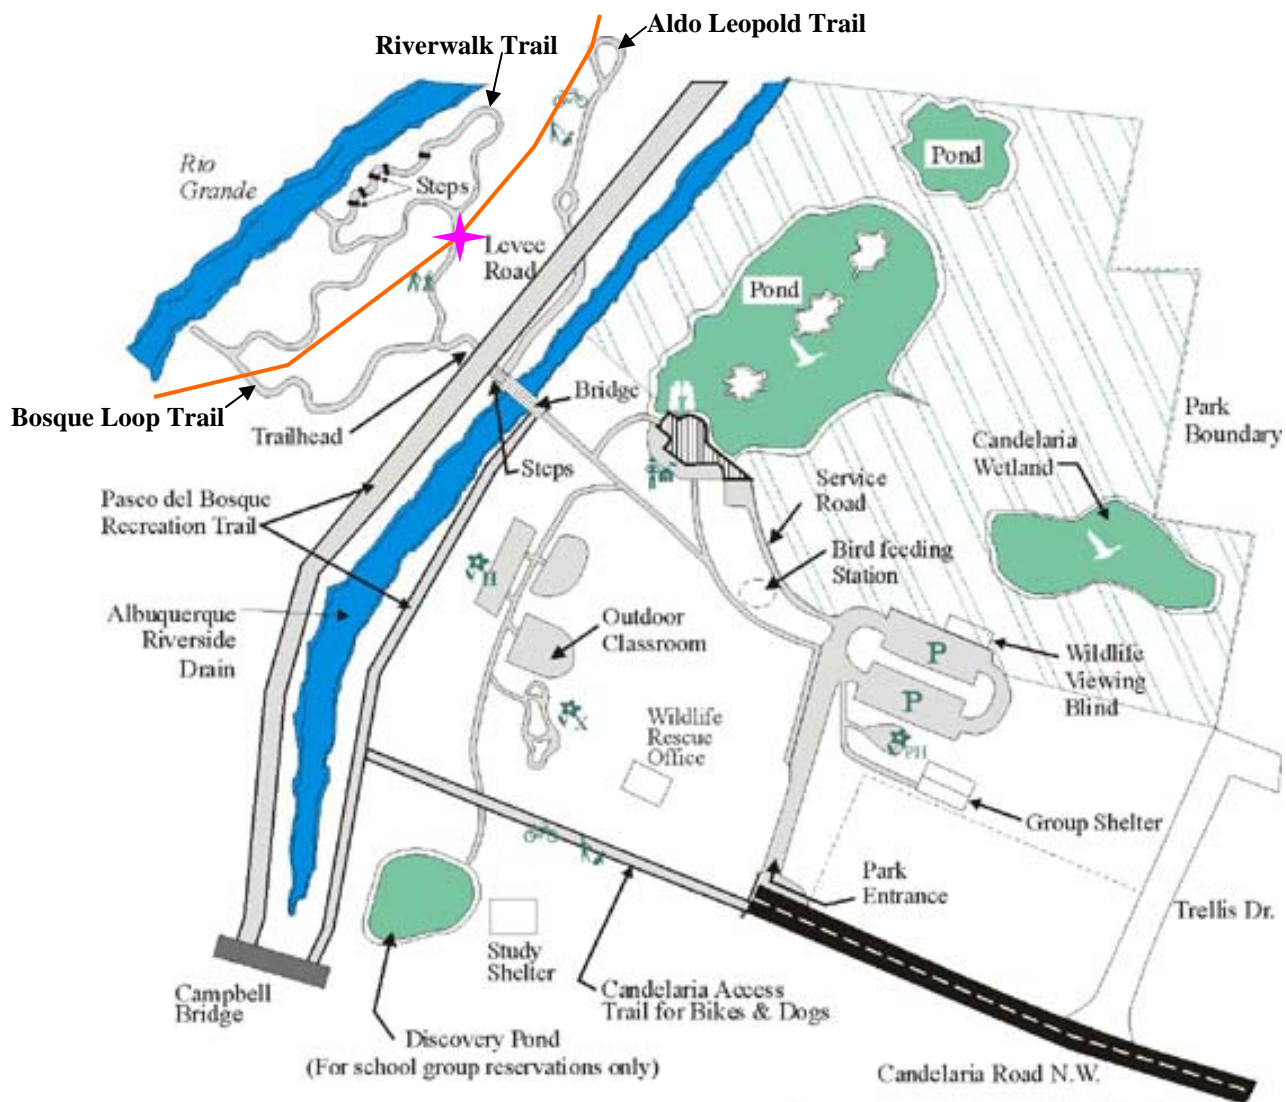 Aldo Leopold Trail
Riverwalk Trail
Rio
Grande
Steps
Levee
Road
Pond
Pond
Bosque Loop Trail
Trailhead
Bridge
Steps
Park
Boundary
Candelaria
Wetland
Paseo del Bosque
Recreation Trail
Service
Road
Bird feeding
Station
H
Albuquerque
Riverside
Drain
Outdoor
Classroom
P
P
Wildlife
Viewing
Blind
X
Wildlife
Rescue
Office
PH
Group Shelter
Park
Entrance
Trellis Dr.
Study
Shelter
Campbell
Bridge
Candelaria Access
Trail for Bikes & Dogs
Discovery Pond
(For school group reservations only)
Candelaria Road N.W.